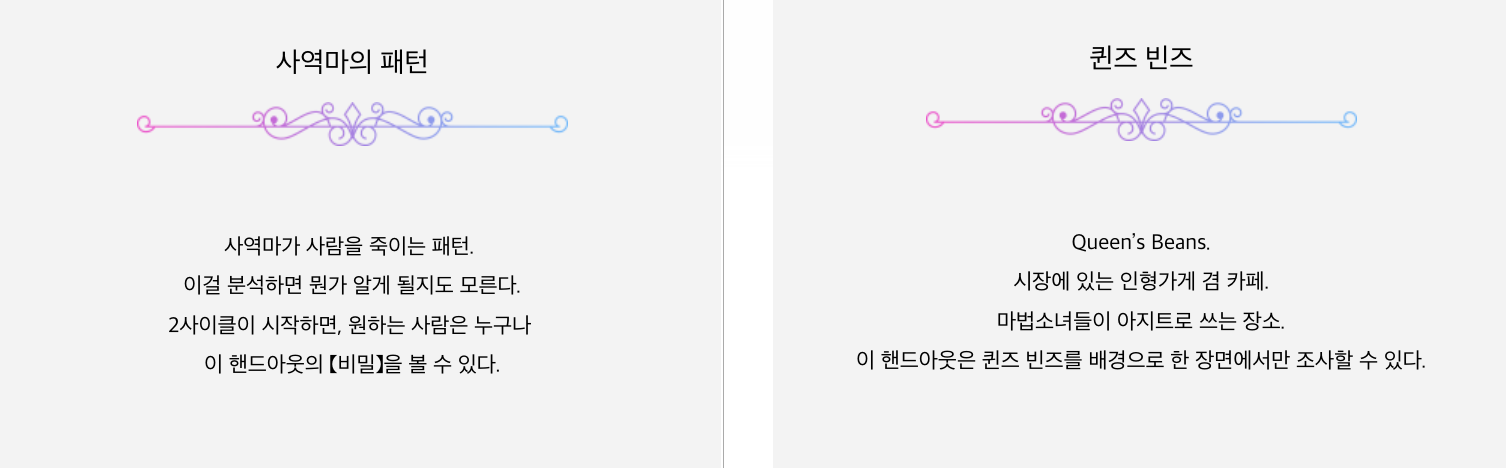 사역마의 패턴
사역마가 사람을 죽이는 패턴.
이걸 분석하면 뭔가 알게 될지도 모른다.
2사이클이 시작하면, 원하는 사람은 누구나
이 핸드아웃의【비밀】을 볼 수 있다.
퀸즈 빈즈
Queen’s Beans.
시장에 있는 인형가게 겸 카페.
마법소녀들이 아지트로 쓰는 장소.
이 핸드아웃은 퀸즈 빈즈를 배경으로 한 장면에서만 조사할 수 있다.